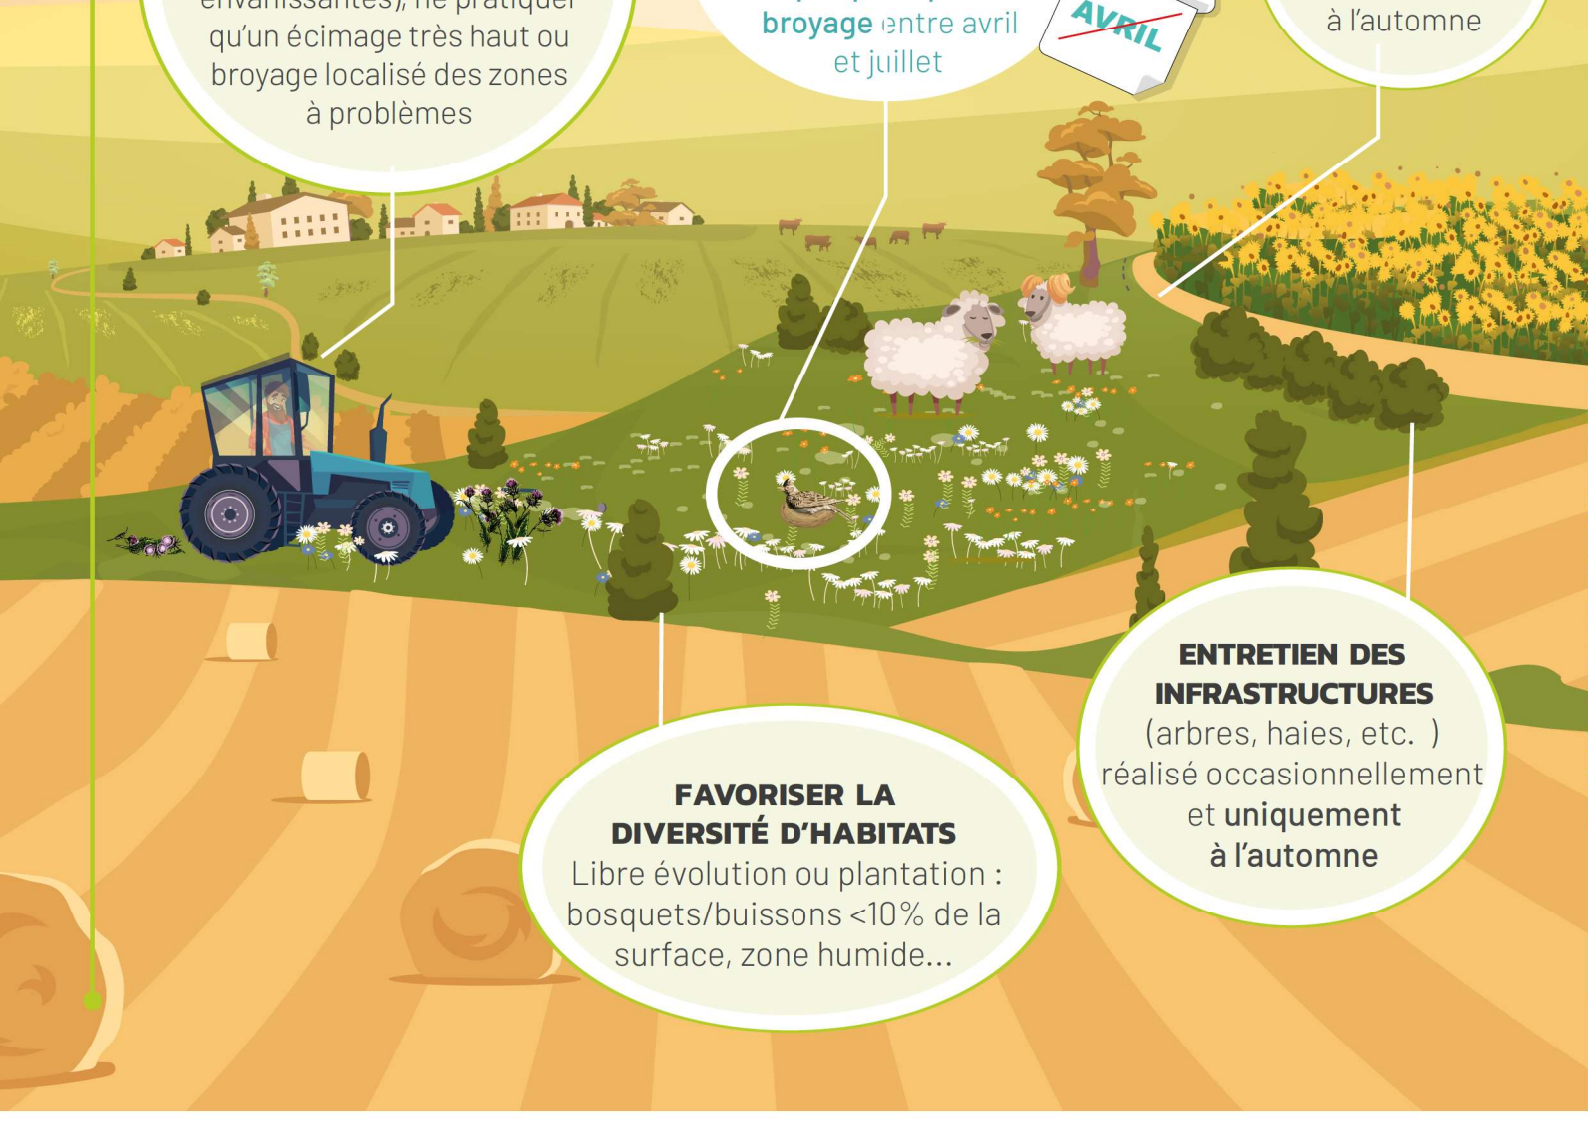 qu'un écimage très haut ou
broyage localisé des zones
à problèmes
broyage entre avril
et juillet
AVRIL
à l'automne
ENTRETIEN DES
INFRASTRUCTURES
(arbres, haies, etc. )
réalisé occasionnellement
et uniquement
à l'automne
FAVORISER LA
DIVERSITÉ D'HABITATS
Libre évolution ou plantation :
bosquets/buissons <10% de la
surface, zone humide...